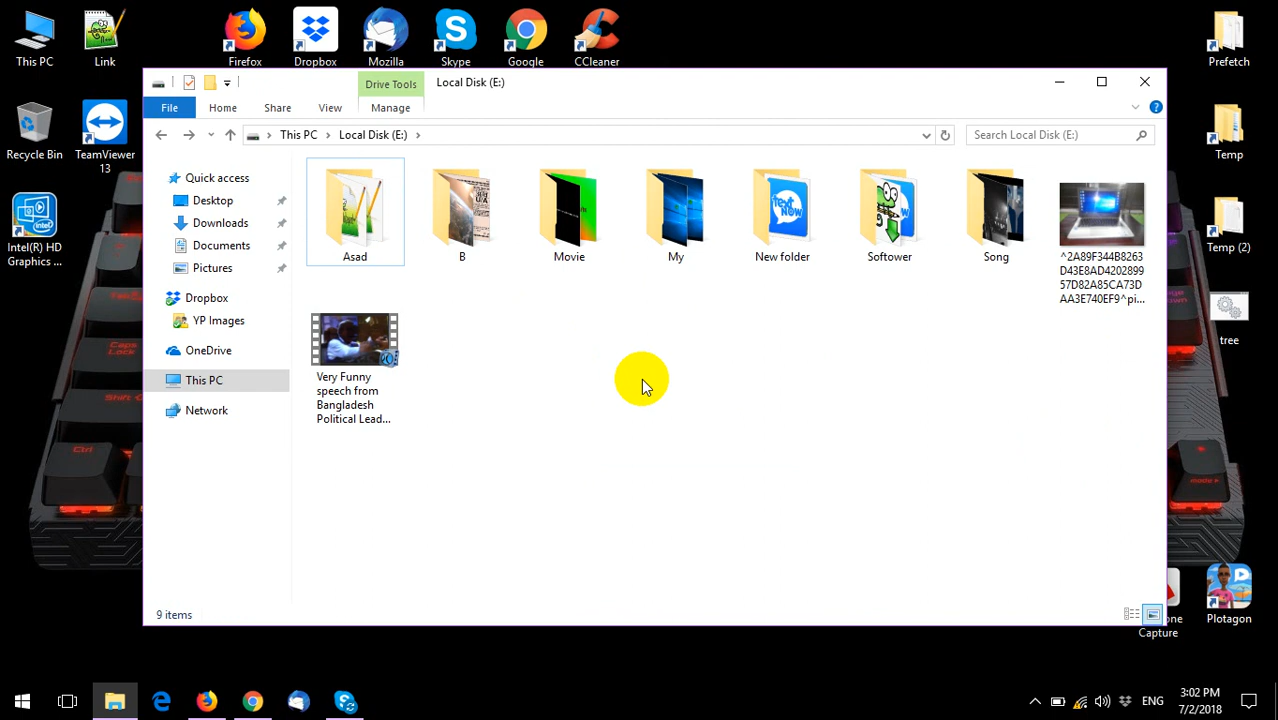 This PC
Link
Firefox
Dropbox
Mozilla
Skype
Google
CCleaner
Prefetch
Recycle Bin
TeamViewer
13
Temp
Intel(R) HD
Graphics ...
Temp (2)
tree
Plotagon
Capture
Drive Tools
Local Disk (E:)
File
Home
Share
View
Manage
This PC
Local Disk (E:)
Search Local Disk (E:)
Quick access
Desktop
Downloads
Documents
Pictures
Dropbox
YP Images
OneDrive
This PC
Network
Asad
B
Movie
My
New folder
Softower
Song
^2A89F344B8263
D43E8AD4202899
57D82A85CA73D
AA3E740EF9^pi...
Very Funny
speech from
Bangladesh
Political Lead...
9 items
ENG
3:02 PM
7/2/2018